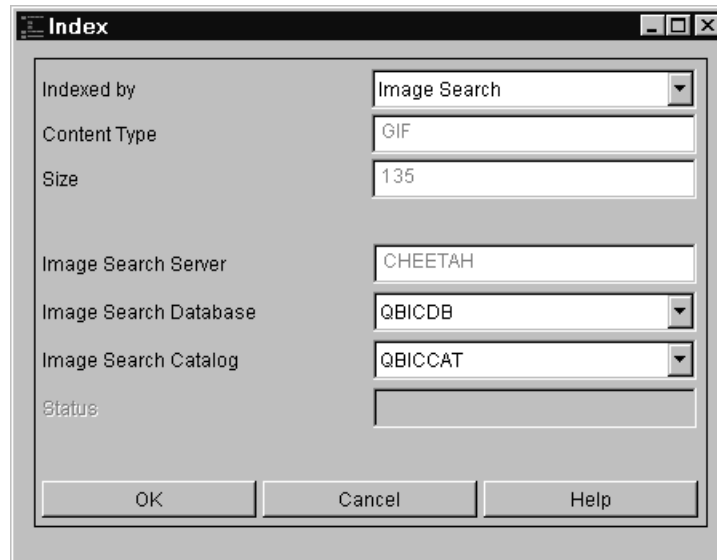 Index
Indexed by Image Search
Content Type GIF
Size 135
Image Search Server CHEETAH
Image Search Database QBICDB
Image Search Catalog QBICCAT
Status
OK Cancel Help